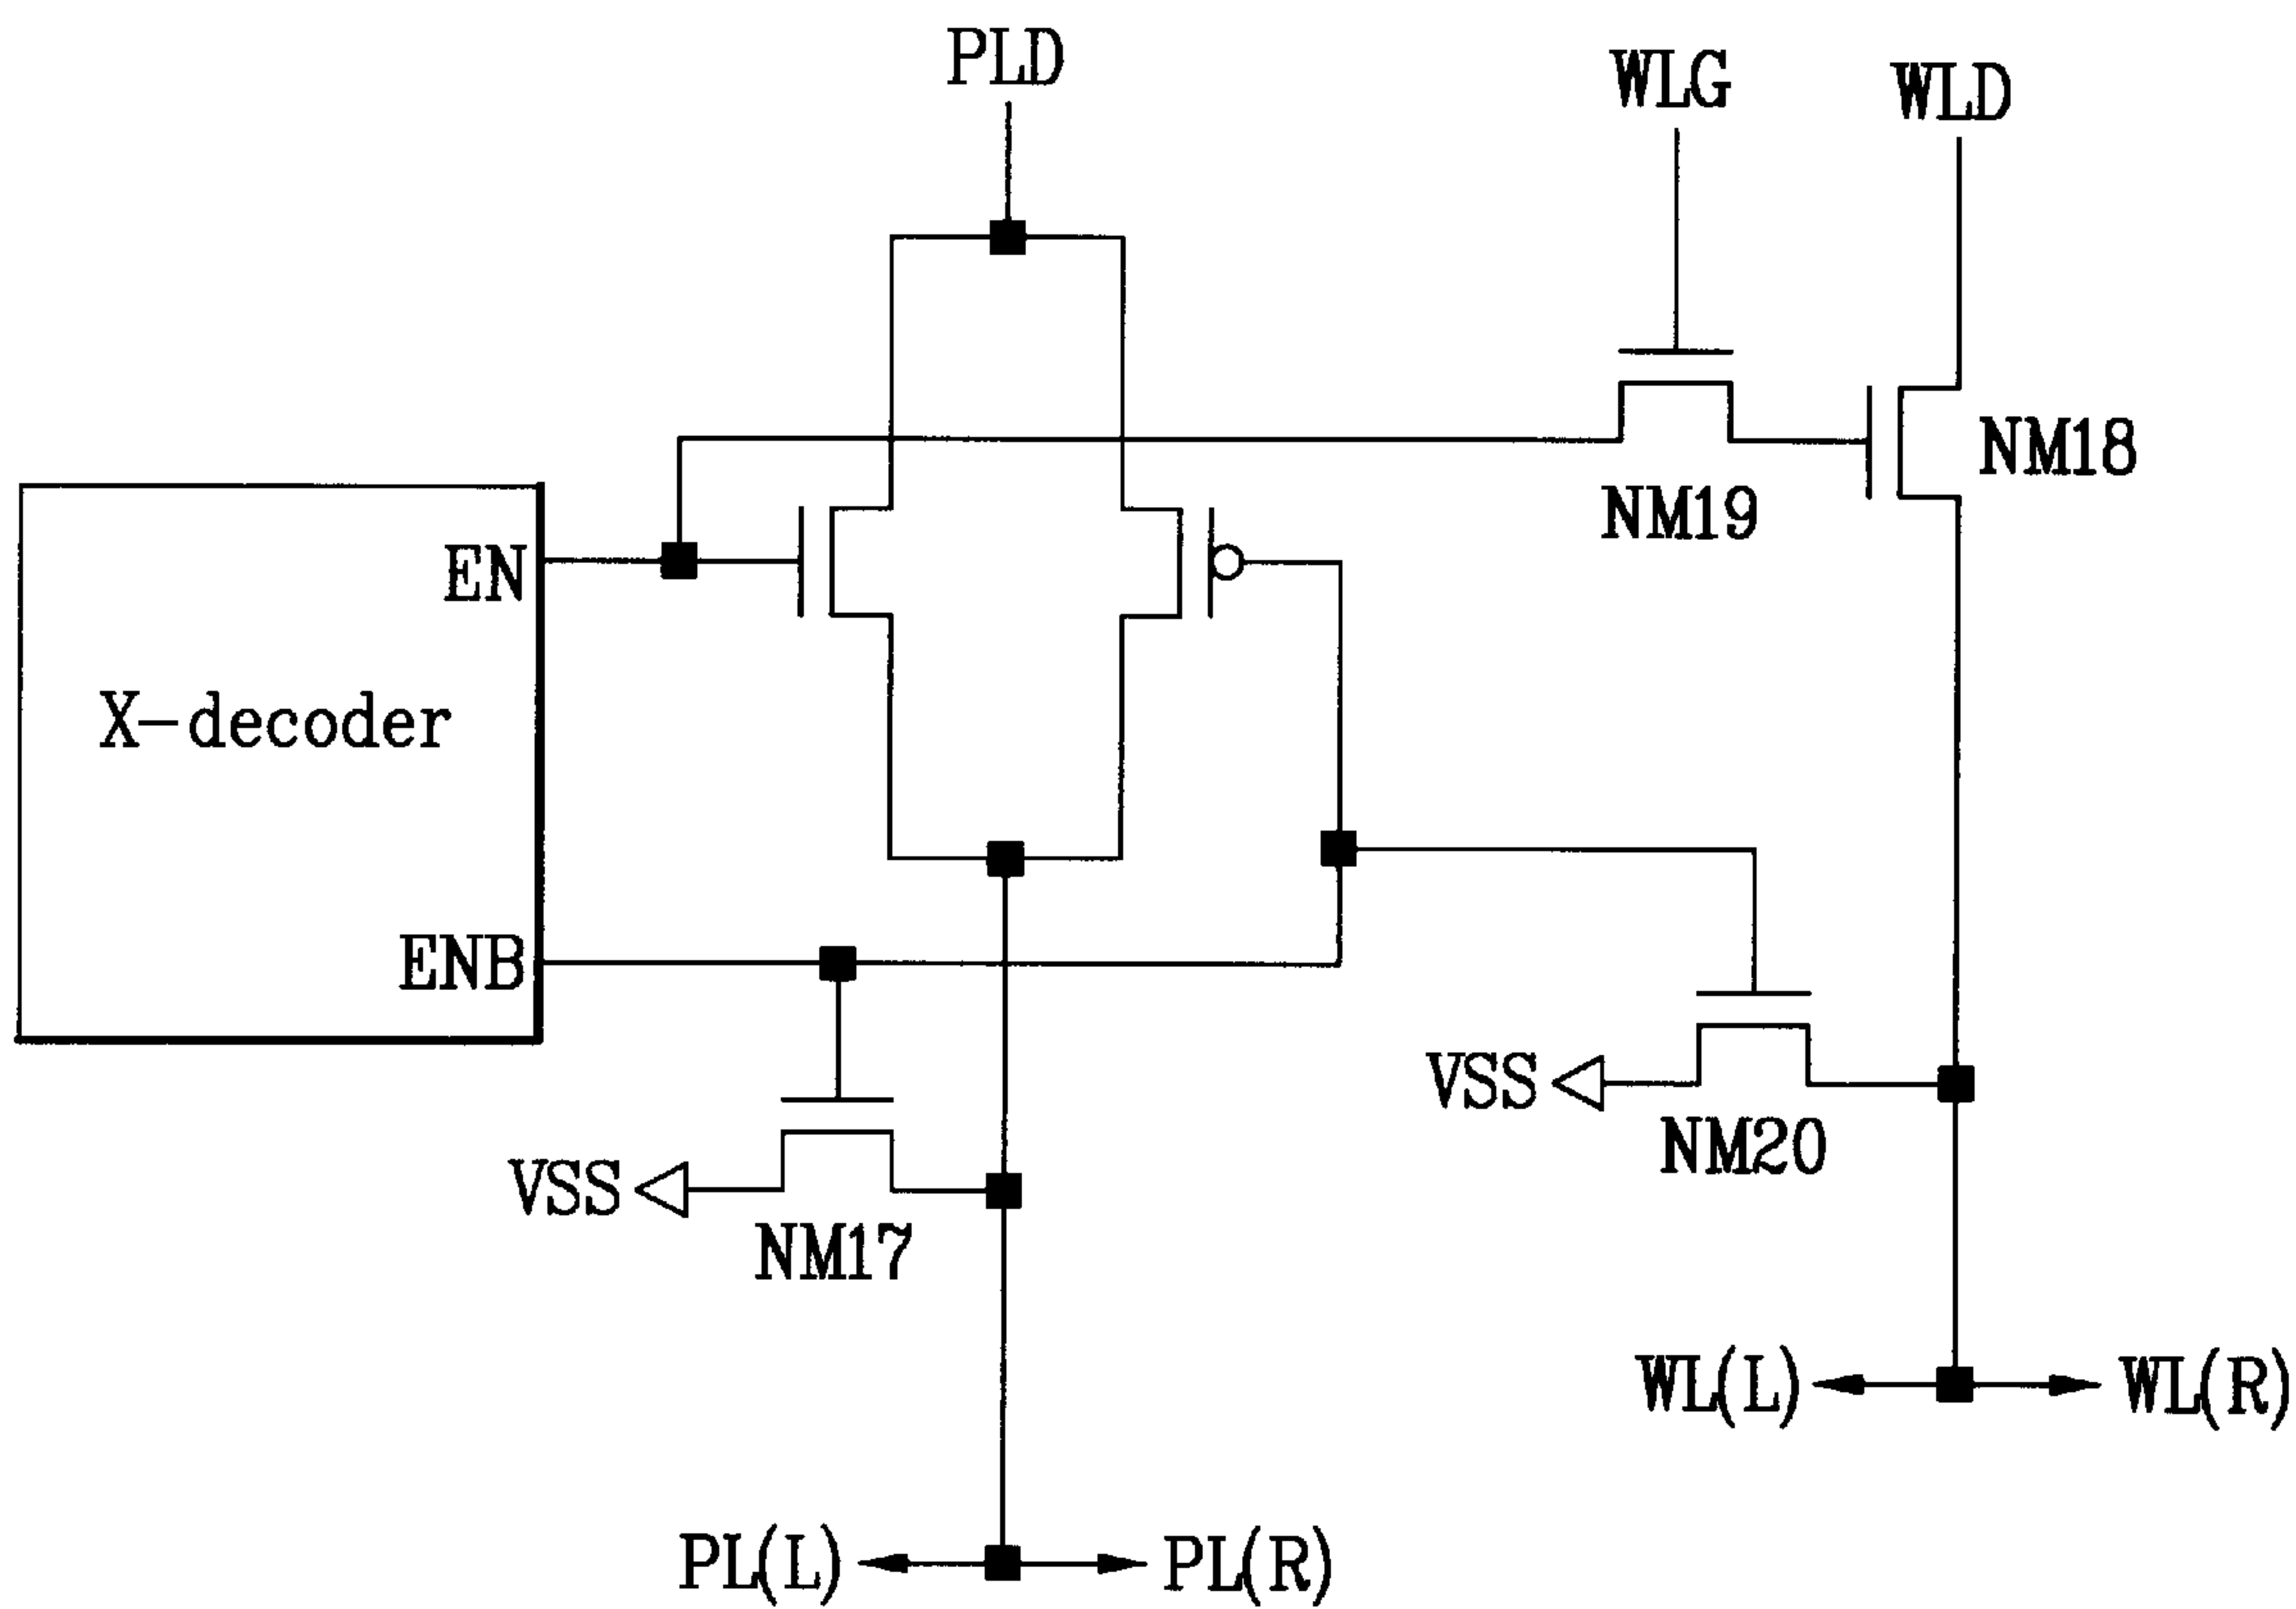 PLD
WLG
WLD
NM18
NM19
EN
X-decoder
ENB
VSS
NM20
VSS
NM17
WL(L)
WL(R)
PL(L)
PL(R)